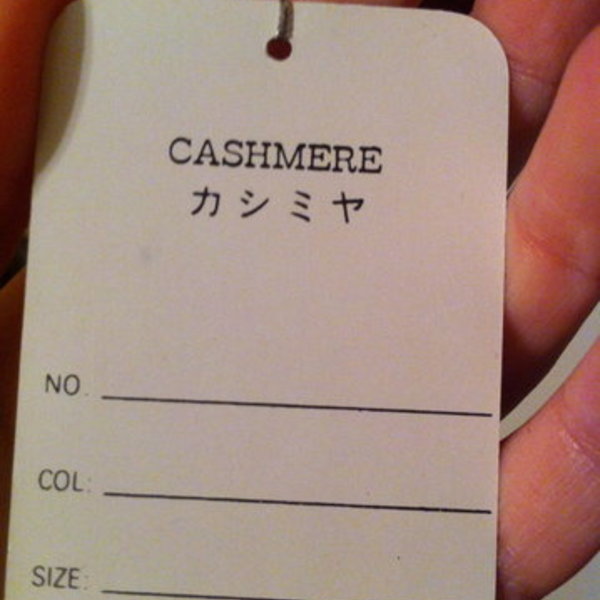 CASHMERE
カシミヤ
NO.
COL:
SIZE: